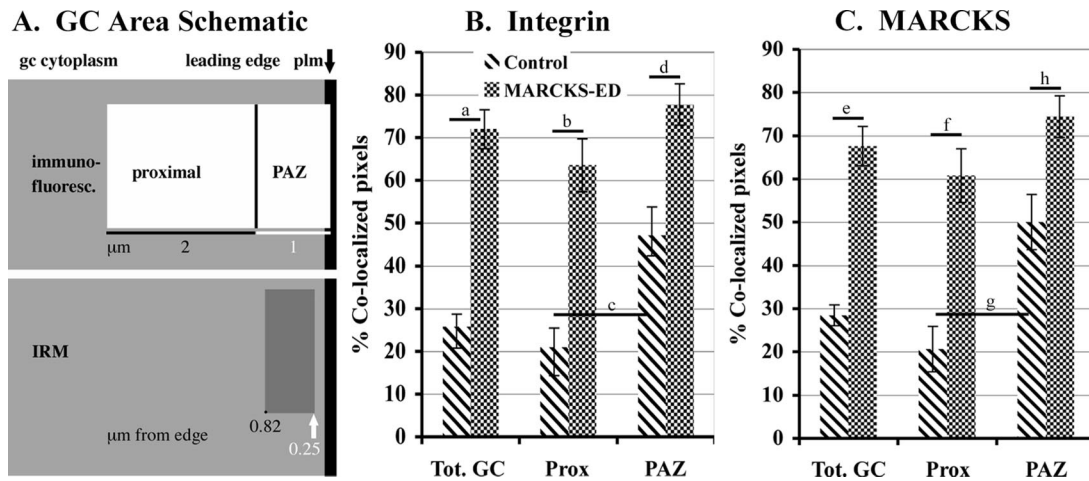 A. GC Area Schematic
gc cytoplasm leading edge plm
immuno-
fluoresc.
proximal
PAZ
μm 2 1
IRM
0.82
μm from edge
0.25
B. Integrin
% Co-localized pixels
90
80
70
60
50
40
30
20
10
0
Control
MARCKS-ED
a
b
c
d
Tot. GC Prox PAZ
C. MARCKS
% Co-localized pixels
90
80
70
60
50
40
30
20
10
0
e
f
g
h
Tot. GC Prox PAZ